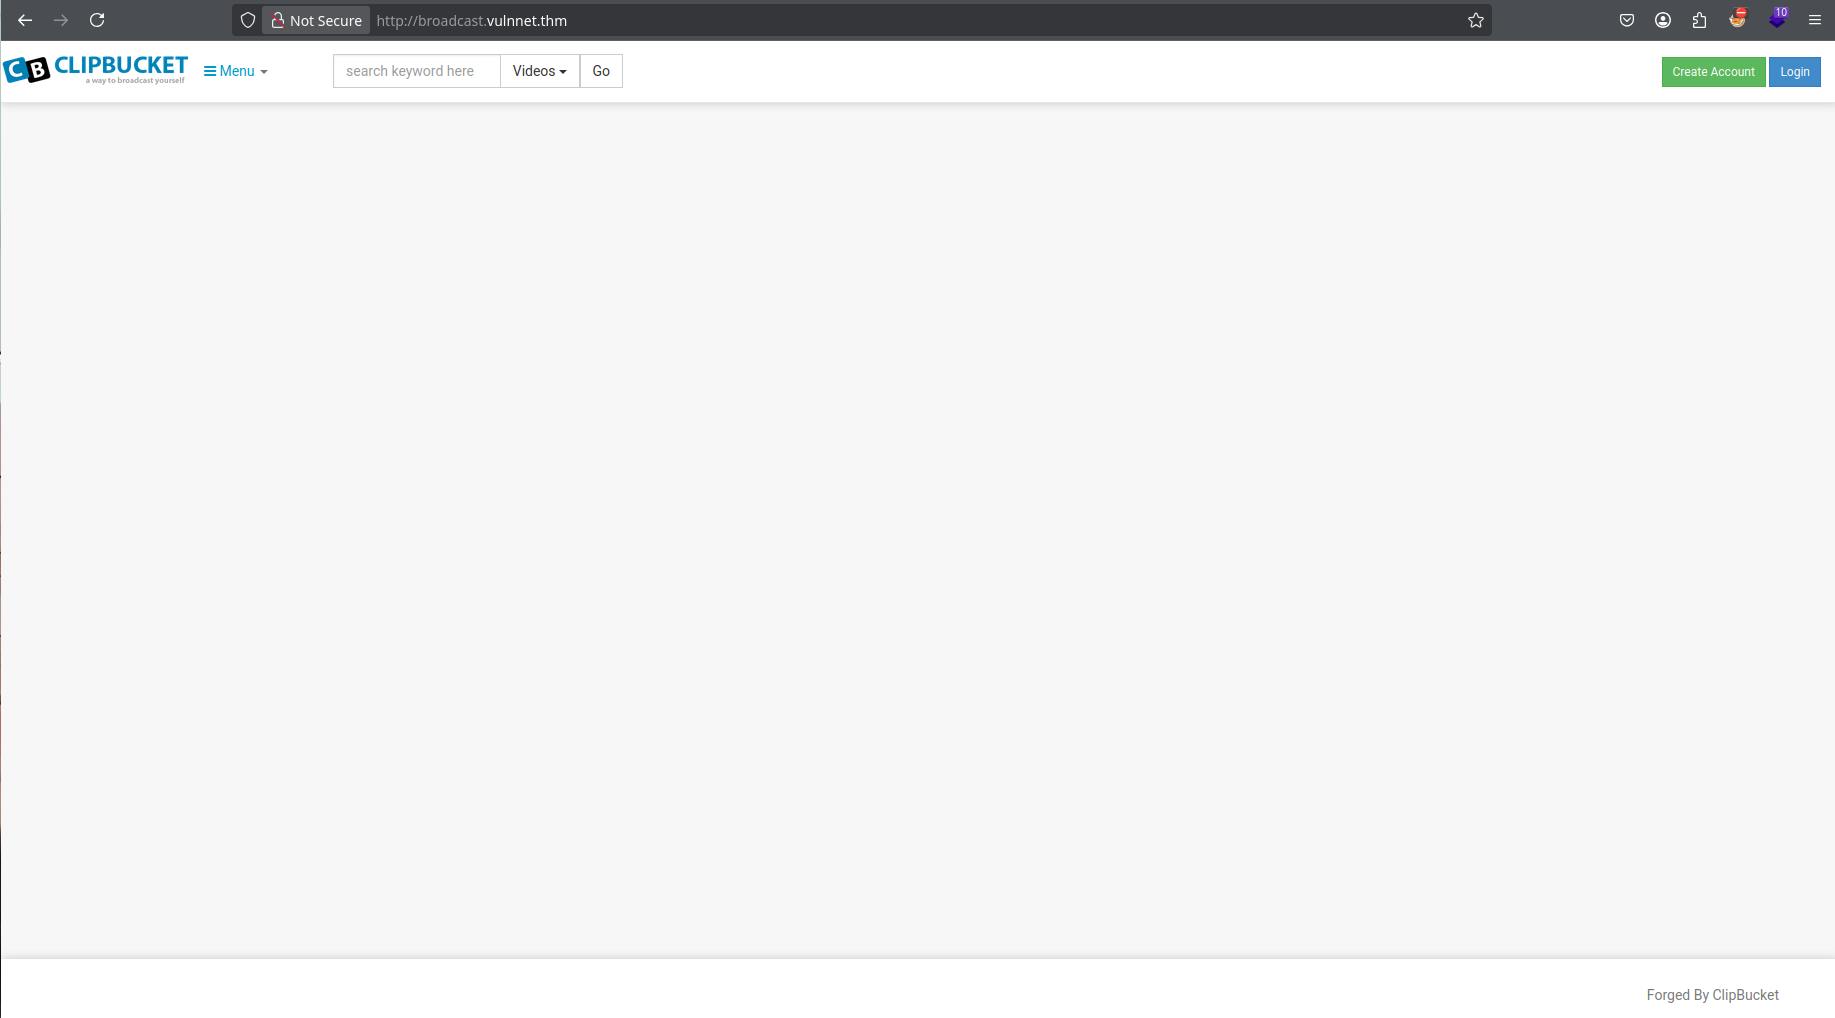 Not Secure http://broadcast.vulnnet.thm 10
CB CLIPBUCKET
a way to broadcast yourself
Menu search keyword here Videos Go Create Account Login
Forged By ClipBucket